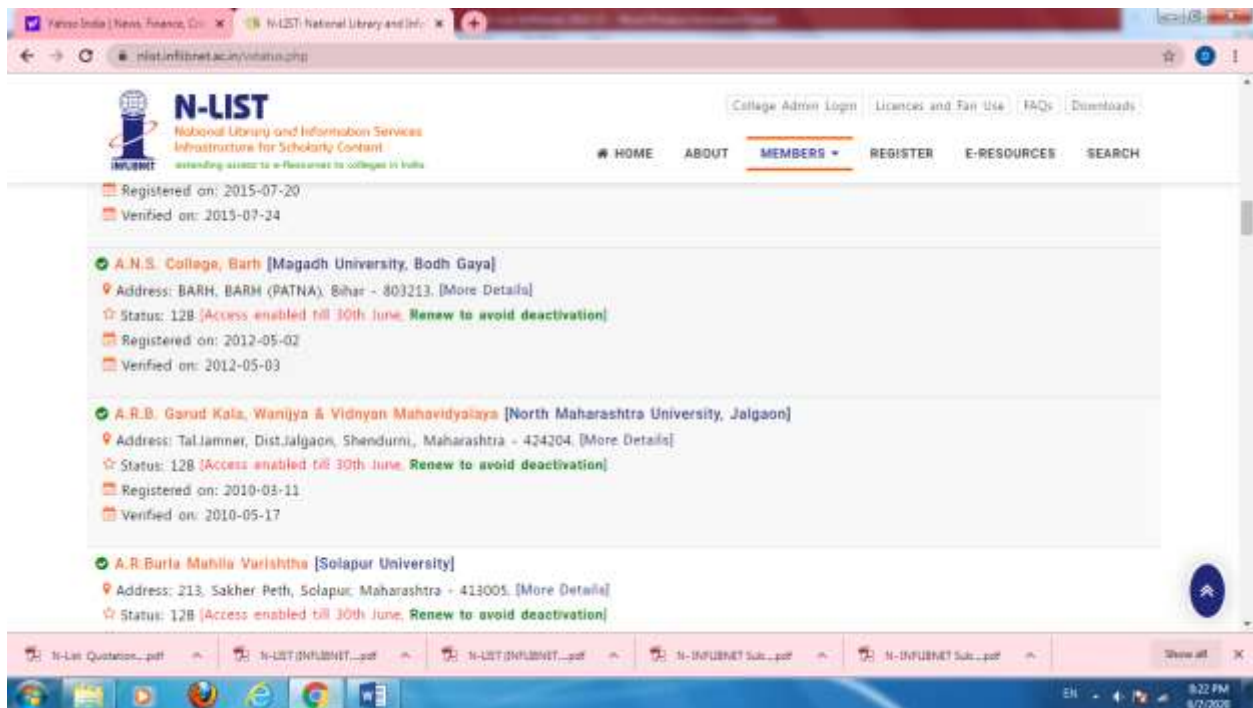 Yahoo India | News, Finance, Cri
N-LIST: National Library and Info
nlist.inflibnet.ac.in/vstatus.php
N-LIST
National Library and Information Services
Infrastructure for Scholarly Content
extending access to e-Resources to colleges in India
INFLIBNET
College Admin Login
Licences and Fair Use
FAQs
Downloads
HOME
ABOUT
MEMBERS
REGISTER
E-RESOURCES
SEARCH
Registered on: 2015-07-20
Verified on: 2015-07-24
A.N.S. College, Barh [Magadh University, Bodh Gaya]
Address: BARH, BARH (PATNA), Bihar - 803213. [More Details]
Status: 12B [Access enabled till 30th June, Renew to avoid deactivation]
Registered on: 2012-05-02
Verified on: 2012-05-03
A.R.B. Garud Kala, Wanijya & Vidnyan Mahavidyalaya [North Maharashtra University, Jalgaon]
Address: Tal.Jamner, Dist.Jalgaon, Shendurni,, Maharashtra - 424204. [More Details]
Status: 12B [Access enabled till 30th June, Renew to avoid deactivation]
Registered on: 2010-03-11
Verified on: 2010-05-17
A.R.Burla Mahila Varishtha [Solapur University]
Address: 213, Sakher Peth, Solapur, Maharashtra - 413005. [More Details]
Status: 12B [Access enabled till 30th June, Renew to avoid deactivation]
N-List Quotation....pdf
N-LIST (INFLIBNET....pdf
N-LIST (INFLIBNET....pdf
N-INFLIBNET Sub....pdf
N-INFLIBNET Sub....pdf
Show all
EN
8:22 PM